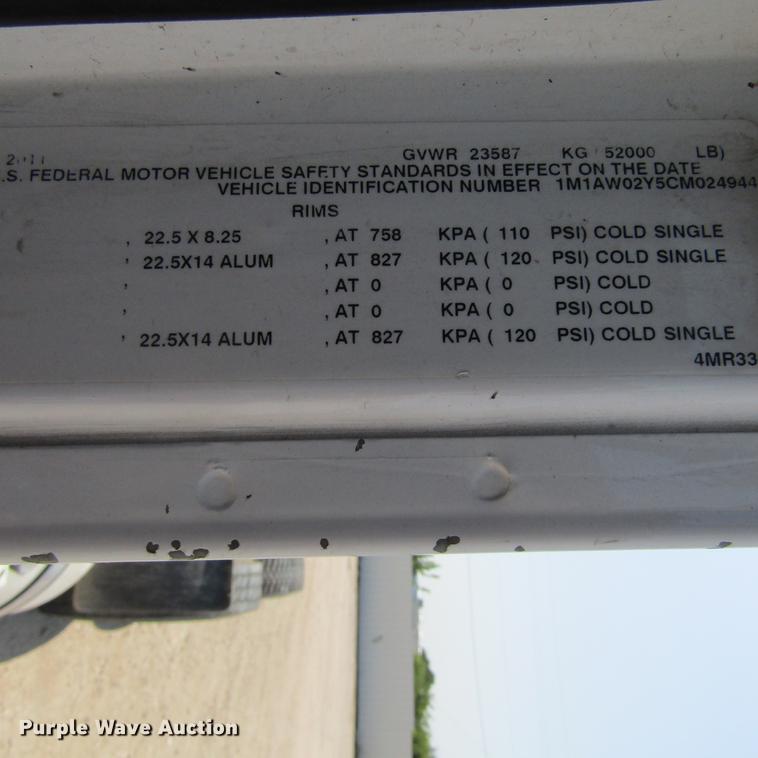 2011 GVWR 23587 KG 52000 LB)
.S. FEDERAL MOTOR VEHICLE SAFETY STANDARDS IN EFFECT ON THE DATE
VEHICLE IDENTIFICATION NUMBER 1M1AW02Y5CM024944
RIMS
, 22.5 X 8.25 , AT 758 KPA ( 110 PSI) COLD SINGLE
, 22.5X14 ALUM , AT 827 KPA ( 120 PSI) COLD SINGLE
, , AT 0 KPA ( 0 PSI) COLD
, , AT 0 KPA ( 0 PSI) COLD
, 22.5X14 ALUM , AT 827 KPA ( 120 PSI) COLD SINGLE
4MR33
Purple Wave Auction